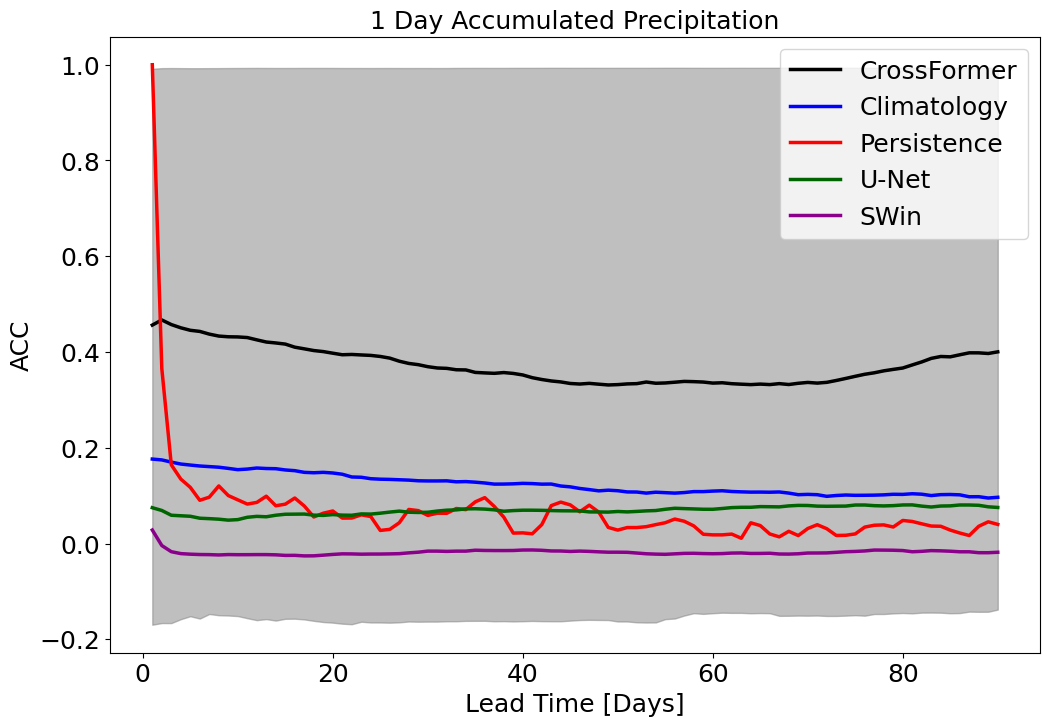 1 Day Accumulated Precipitation
1.0
0.8
0.6
0.4
0.2
0.0
−0.2
ACC
CrossFormer
Climatology
Persistence
U-Net
SWin
0
20
40
60
80
Lead Time [Days]